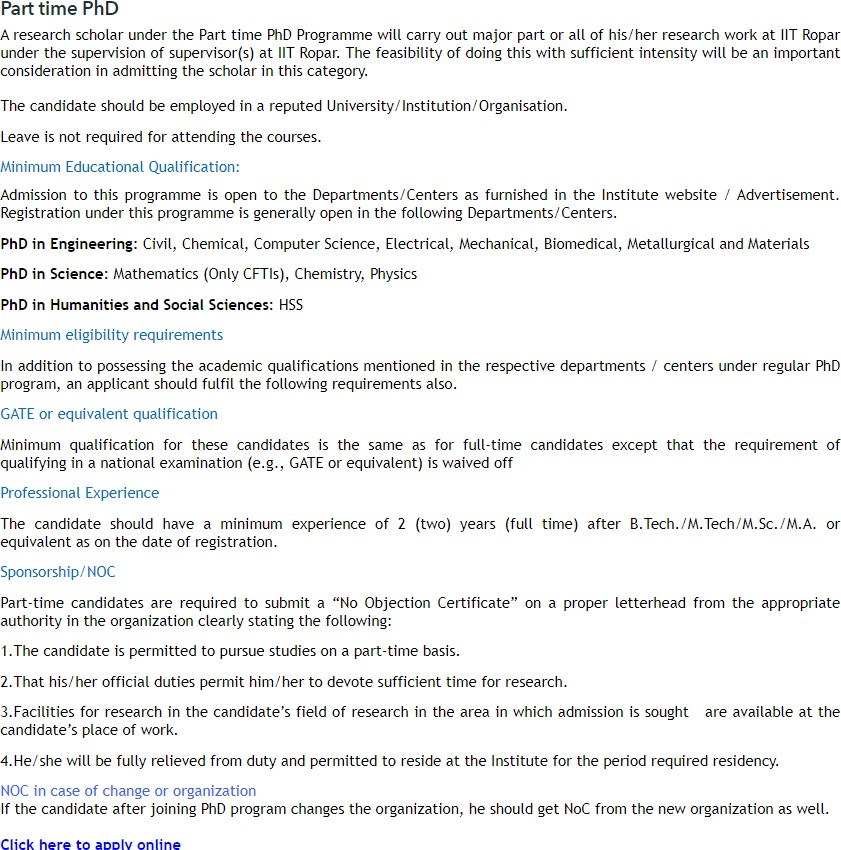 Part time PhD
A research scholar under the Part time PhD Programme will carry out major part or all of his/her research work at IIT Ropar
under the supervision of supervisor(s) at IIT Ropar. The feasibility of doing this with sufficient intensity will be an important
consideration in admitting the scholar in this category.
The candidate should be employed in a reputed University/Institution/Organisation.
Leave is not required for attending the courses.
Minimum Educational Qualification:
Admission to this programme is open to the Departments/Centers as furnished in the Institute website / Advertisement.
Registration under this programme is generally open in the following Departments/Centers.
PhD in Engineering: Civil, Chemical, Computer Science, Electrical, Mechanical, Biomedical, Metallurgical and Materials
PhD in Science: Mathematics (Only CFTIs), Chemistry, Physics
PhD in Humanities and Social Sciences: HSS
Minimum eligibility requirements
In addition to possessing the academic qualifications mentioned in the respective departments / centers under regular PhD
program, an applicant should fulfil the following requirements also.
GATE or equivalent qualification
Minimum qualification for these candidates is the same as for full-time candidates except that the requirement of
qualifying in a national examination (e.g., GATE or equivalent) is waived off
Professional Experience
The candidate should have a minimum experience of 2 (two) years (full time) after B.Tech./M.Tech/M.Sc./M.A. or
equivalent as on the date of registration.
Sponsorship/NOC
Part-time candidates are required to submit a “No Objection Certificate” on a proper letterhead from the appropriate
authority in the organization clearly stating the following:
1.The candidate is permitted to pursue studies on a part-time basis.
2.That his/her official duties permit him/her to devote sufficient time for research.
3.Facilities for research in the candidate’s field of research in the area in which admission is sought are available at the
candidate’s place of work.
4.He/she will be fully relieved from duty and permitted to reside at the Institute for the period required residency.
NOC in case of change or organization
If the candidate after joining PhD program changes the organization, he should get NoC from the new organization as well.
Click here to apply online